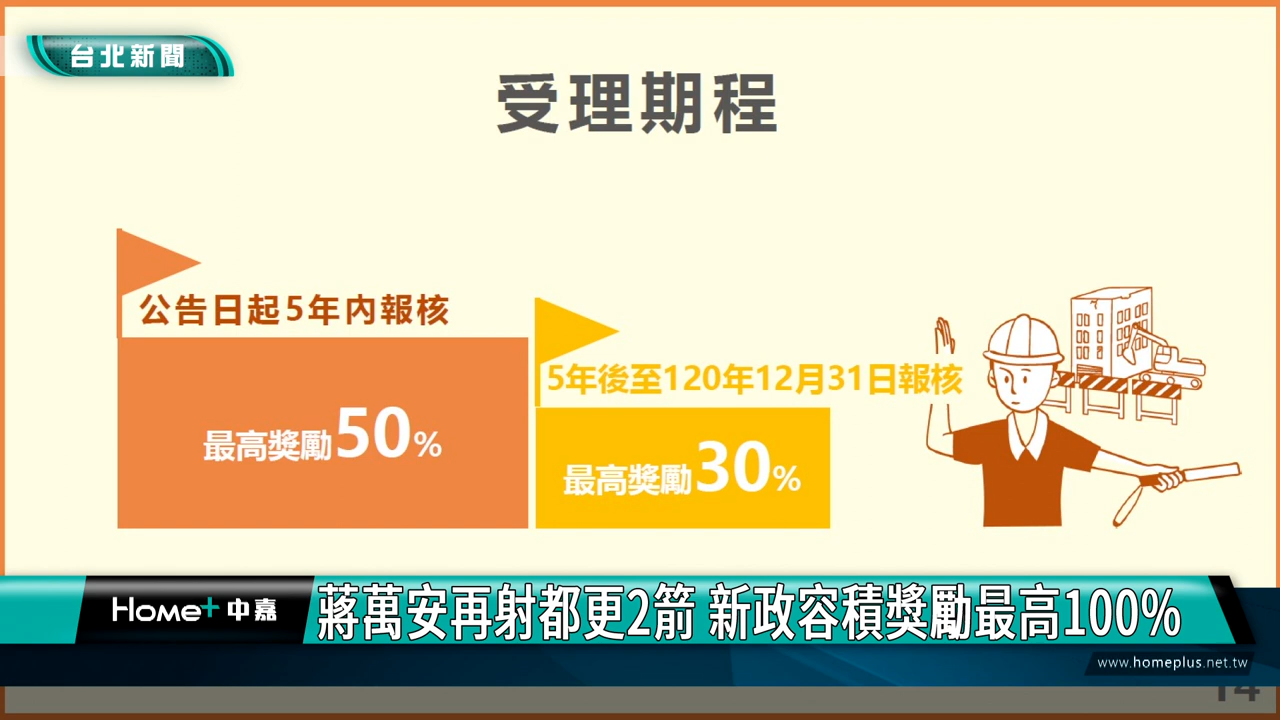 台北新聞
受理期程
公告日起5年內報核
最高獎勵50%
5年後至120年12月31日報核
最高獎勵30%
Home+中嘉
蔣萬安再射都更2箭 新政容積獎勵最高100%
www.homeplus.net.tw
14